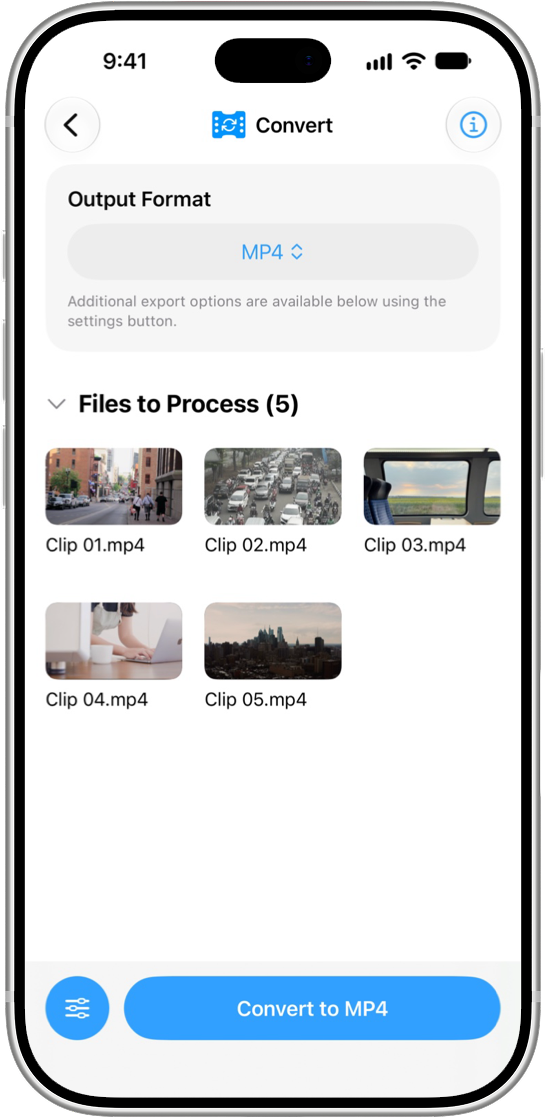 9:41
Convert
Output Format
MP4
Additional export options are available below using the
settings button.
Files to Process (5)
Clip 01.mp4
Clip 02.mp4
Clip 03.mp4
Clip 04.mp4
Clip 05.mp4
Convert to MP4